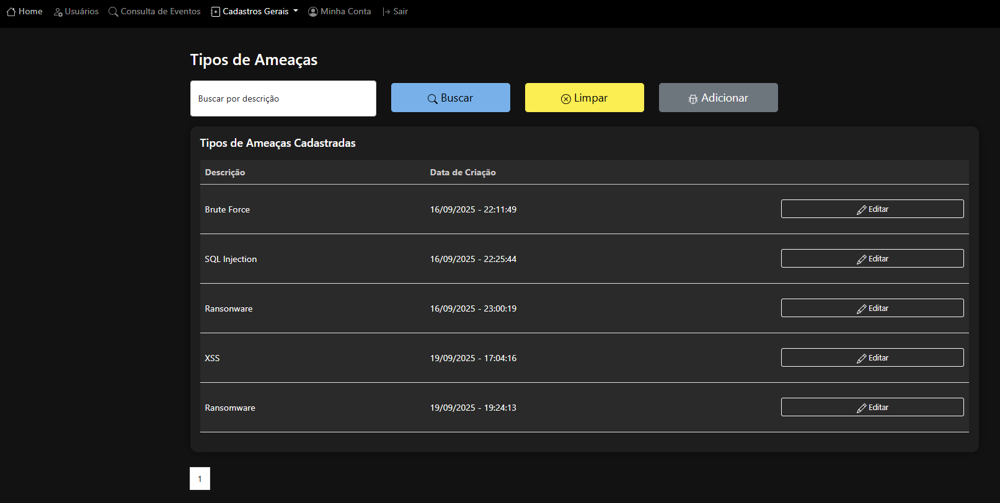 Home Usuários Consulta de Eventos Cadastros Gerais Minha Conta Sair
Tipos de Ameaças
Buscar por descrição Buscar Limpar Adicionar
Tipos de Ameaças Cadastradas
Descrição Data de Criação
Brute Force 16/09/2025 - 22:11:49 Editar
SQL Injection 16/09/2025 - 22:25:44 Editar
Ransonware 16/09/2025 - 23:00:19 Editar
XSS 19/09/2025 - 17:04:16 Editar
Ransomware 19/09/2025 - 19:24:13 Editar
1